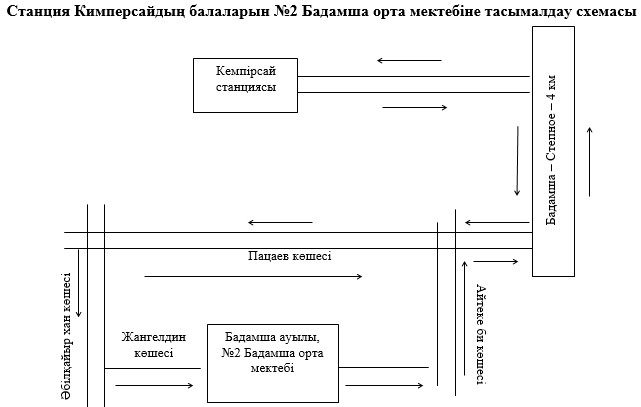 Станция Кимперсайдың балаларын №2 Бадамша орта мектебіне тасымалдау схемасы
Кемпірсай
станциясы
Бадамша – Степное – 4 км
Пацаев көшесі
Әбілқайыр хан көшесі
Айтеке би көшесі
Жангелдин
көшесі
Бадамша ауылы,
№2 Бадамша орта
мектебі